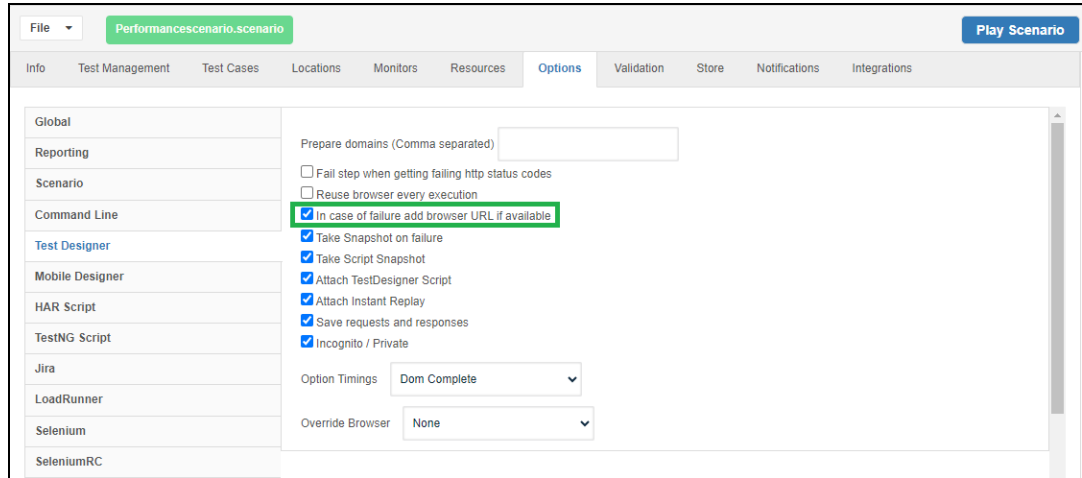 File
Performancescenario.scenario
Play Scenario
Info Test Management Test Cases Locations Monitors Resources Options Validation Store Notifications Integrations
Global
Reporting
Scenario
Command Line
Test Designer
Mobile Designer
HAR Script
TestNG Script
Jira
LoadRunner
Selenium
SeleniumRC
Prepare domains (Comma separated)
Fail step when getting failing http status codes
Reuse browser every execution
In case of failure add browser URL if available
Take Snapshot on failure
Take Script Snapshot
Attach TestDesigner Script
Attach Instant Replay
Save requests and responses
Incognito / Private
Option Timings Dom Complete
Override Browser None